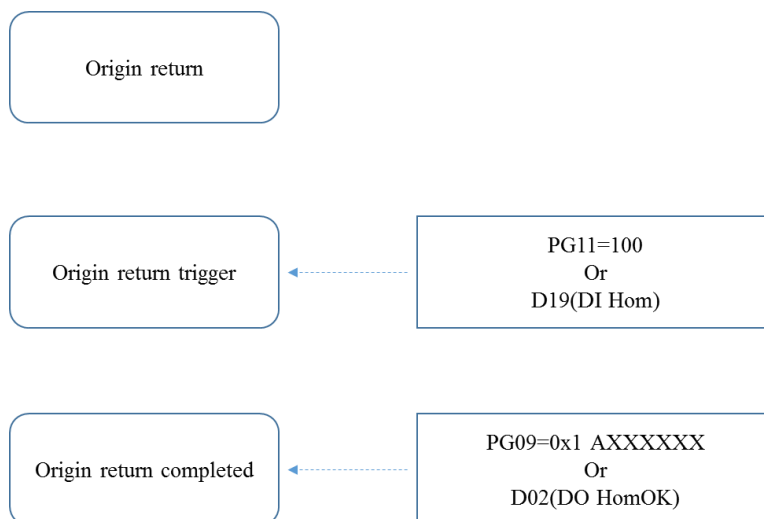 Origin return
Origin return trigger
PG11=100
Or
D19(DI Hom)
Origin return completed
PG09=0x1 AXXXXXX
Or
D02(DO HomOK)